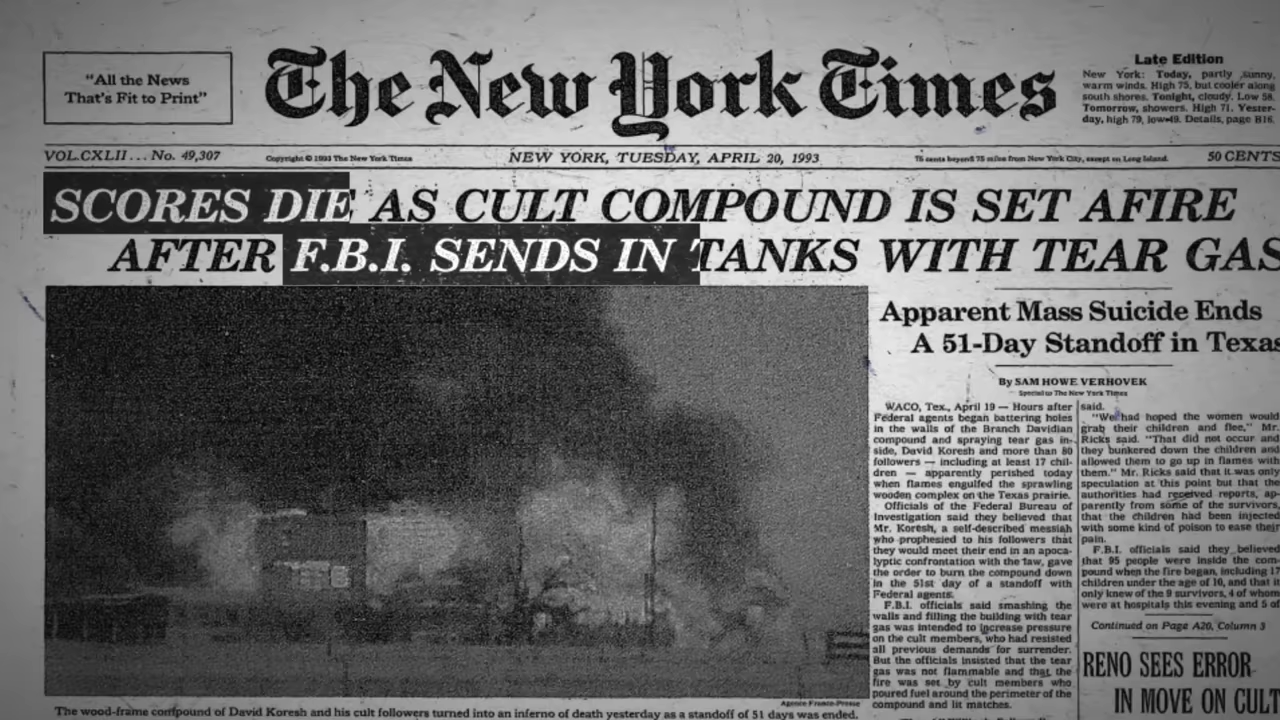 "All the News
That's Fit to Print"
The New York Times
Late Edition
New York: Today, partly sunny,
warm winds. High 75, but cooler along
south shores. Tonight, cloudy. Low 58.
Tomorrow, showers. High 71. Yester-
day, high 79, low 49. Details, page B16.
VOL.CXLII... No. 49,307
Copyright © 1993 The New York Times
NEW YORK, TUESDAY, APRIL 20, 1993
75 cents beyond 75 miles from New York City, except on Long Island.
50 CENTS
SCORES DIE AS CULT COMPOUND IS SET AFIRE
AFTER F.B.I. SENDS IN TANKS WITH TEAR GAS
Apparent Mass Suicide Ends
A 51-Day Standoff in Texas
By SAM HOWE VERHOVEK
Special to The New York Times
WACO, Tex., April 19 — Hours after
Federal agents began battering holes
in the walls of the Branch Davidian
compound and spraying tear gas in-
side, David Koresh and more than 80
followers — including at least 17 chil-
dren — apparently perished today
when flames engulfed the sprawling
wooden complex on the Texas prairie.
Officials of the Federal Bureau of
Investigation said they believed that
Mr. Koresh, a self-described messiah
who prophesied to his followers that
they would meet their end in an apoca-
lyptic confrontation with the law, gave
the order to burn the compound down
in the 51st day of a standoff with
Federal agents.
F.B.I. officials said smashing the
walls and filling the building with tear
gas was intended to increase pressure
on the cult members, who had resisted
all previous demands for surrender.
But the officials insisted that the tear
gas was not flammable and that the
fire was set by cult members who
poured fuel around the perimeter of the
compound and lit matches.
said.
"We had hoped the women would
grab their children and flee," Mr.
Ricks said. "That did not occur and
they bunkered down the children and
allowed them to go up in flames with
them." Mr. Ricks said that it was only
speculation at this point but that the
authorities had received reports, ap-
parently from some of the survivors,
that the children had been injected
with some kind of poison to ease their
pain.
F.B.I. officials said they believed
that 95 people were inside the com-
pound when the fire began, including 17
children under the age of 10, and that it
only knew of the 9 survivors, 4 of whom
were at hospitals this evening and 5 of
Continued on Page A20, Column 3
RENO SEES ERROR
IN MOVE ON CULT
Agence France-Presse
The wood-frame compound of David Koresh and his cult followers turned into an inferno of death yesterday as a standoff of 51 days was ended.